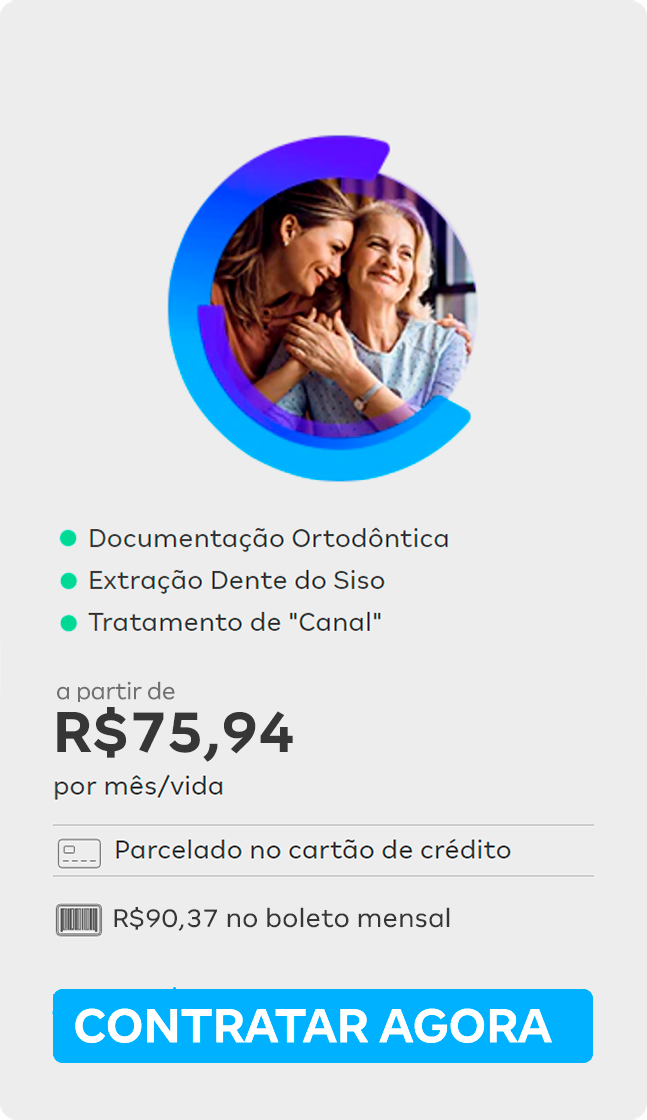 Documentação Ortodôntica
Extração Dente do Siso
Tratamento de "Canal"
a partir de
R$75,94
por mês/vida
Parcelado no cartão de crédito
R$90,37 no boleto mensal
CONTRATAR AGORA